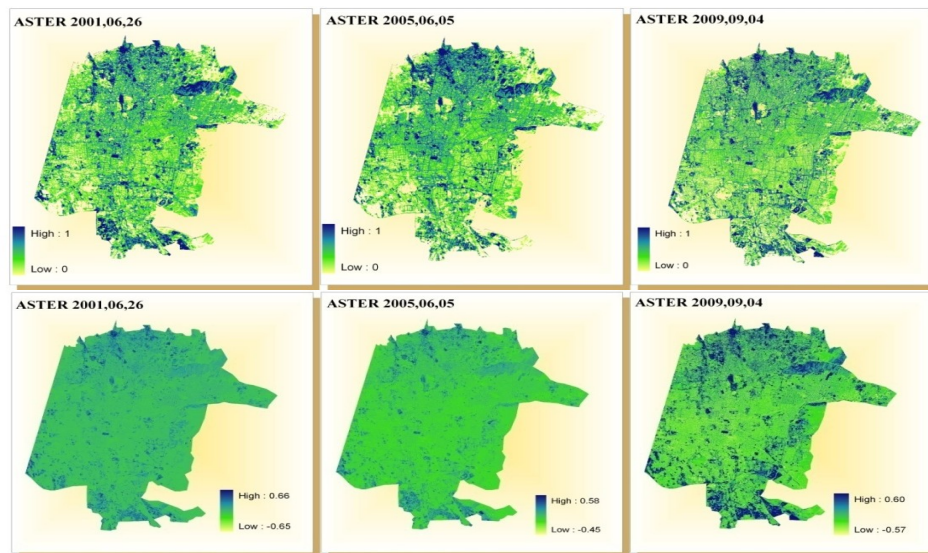 ASTER 2001,06,26
High : 1
Low : 0
ASTER 2005,06,05
High : 1
Low : 0
ASTER 2009,09,04
High : 1
Low : 0
ASTER 2001,06,26
High : 0.66
Low : -0.65
ASTER 2005,06,05
High : 0.58
Low : -0.45
ASTER 2009,09,04
High : 0.60
Low : -0.57